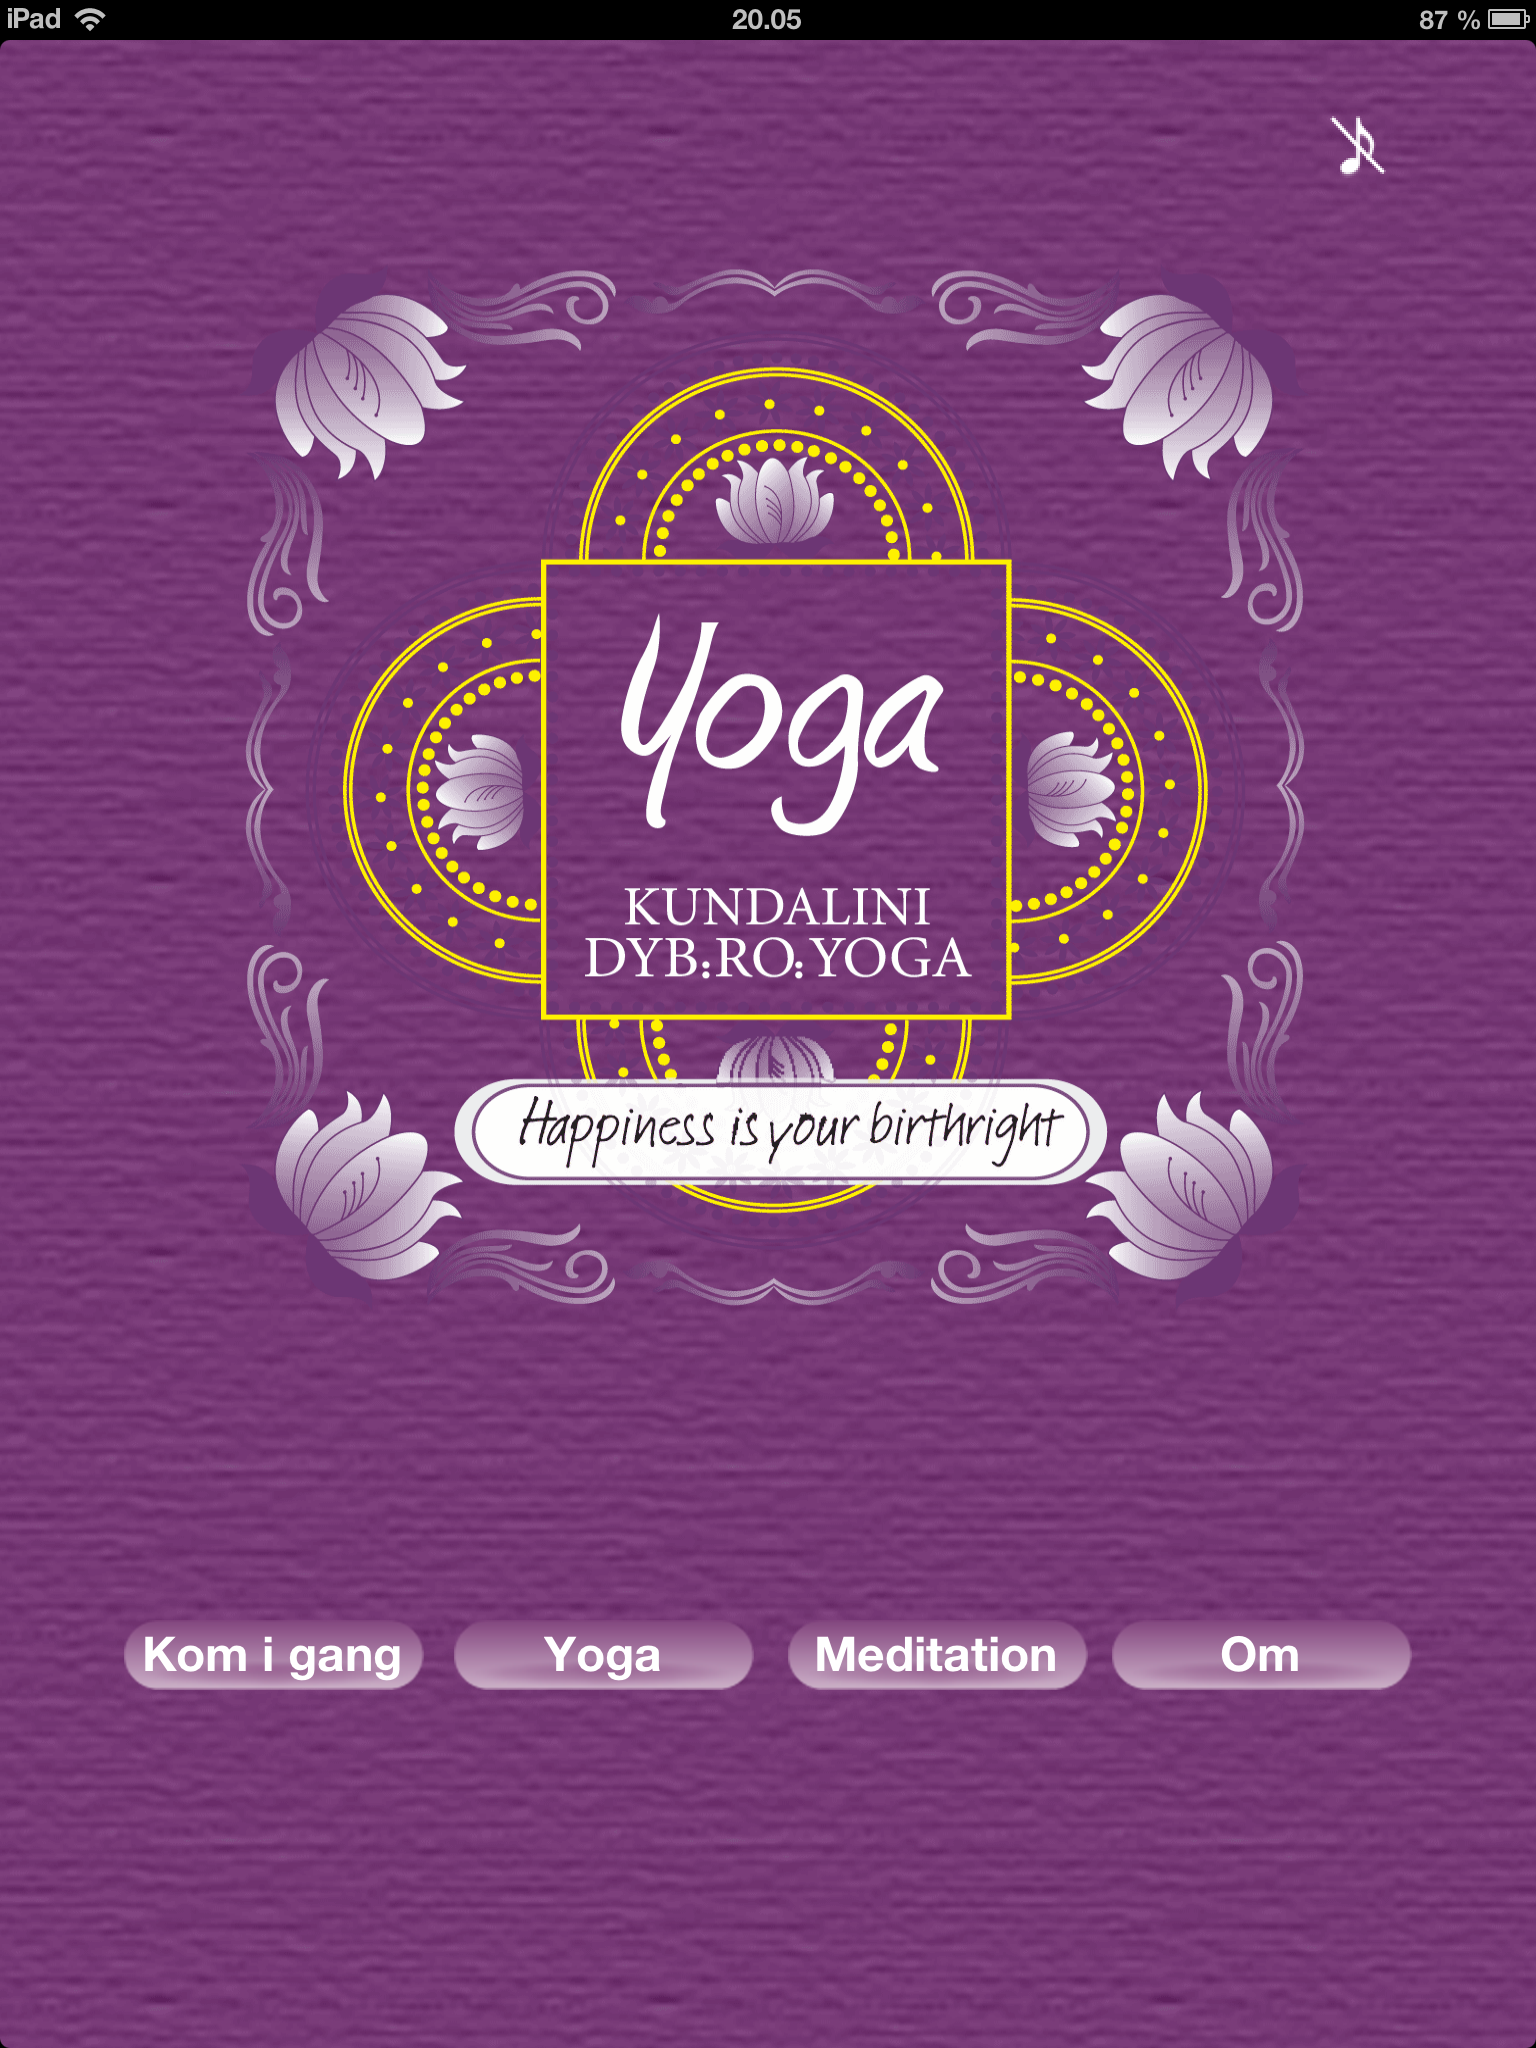 iPad 20.05 87 %
Yoga
KUNDALINI
DYB:RO:YOGA
Happiness is your birthright
Kom i gang Yoga Meditation Om